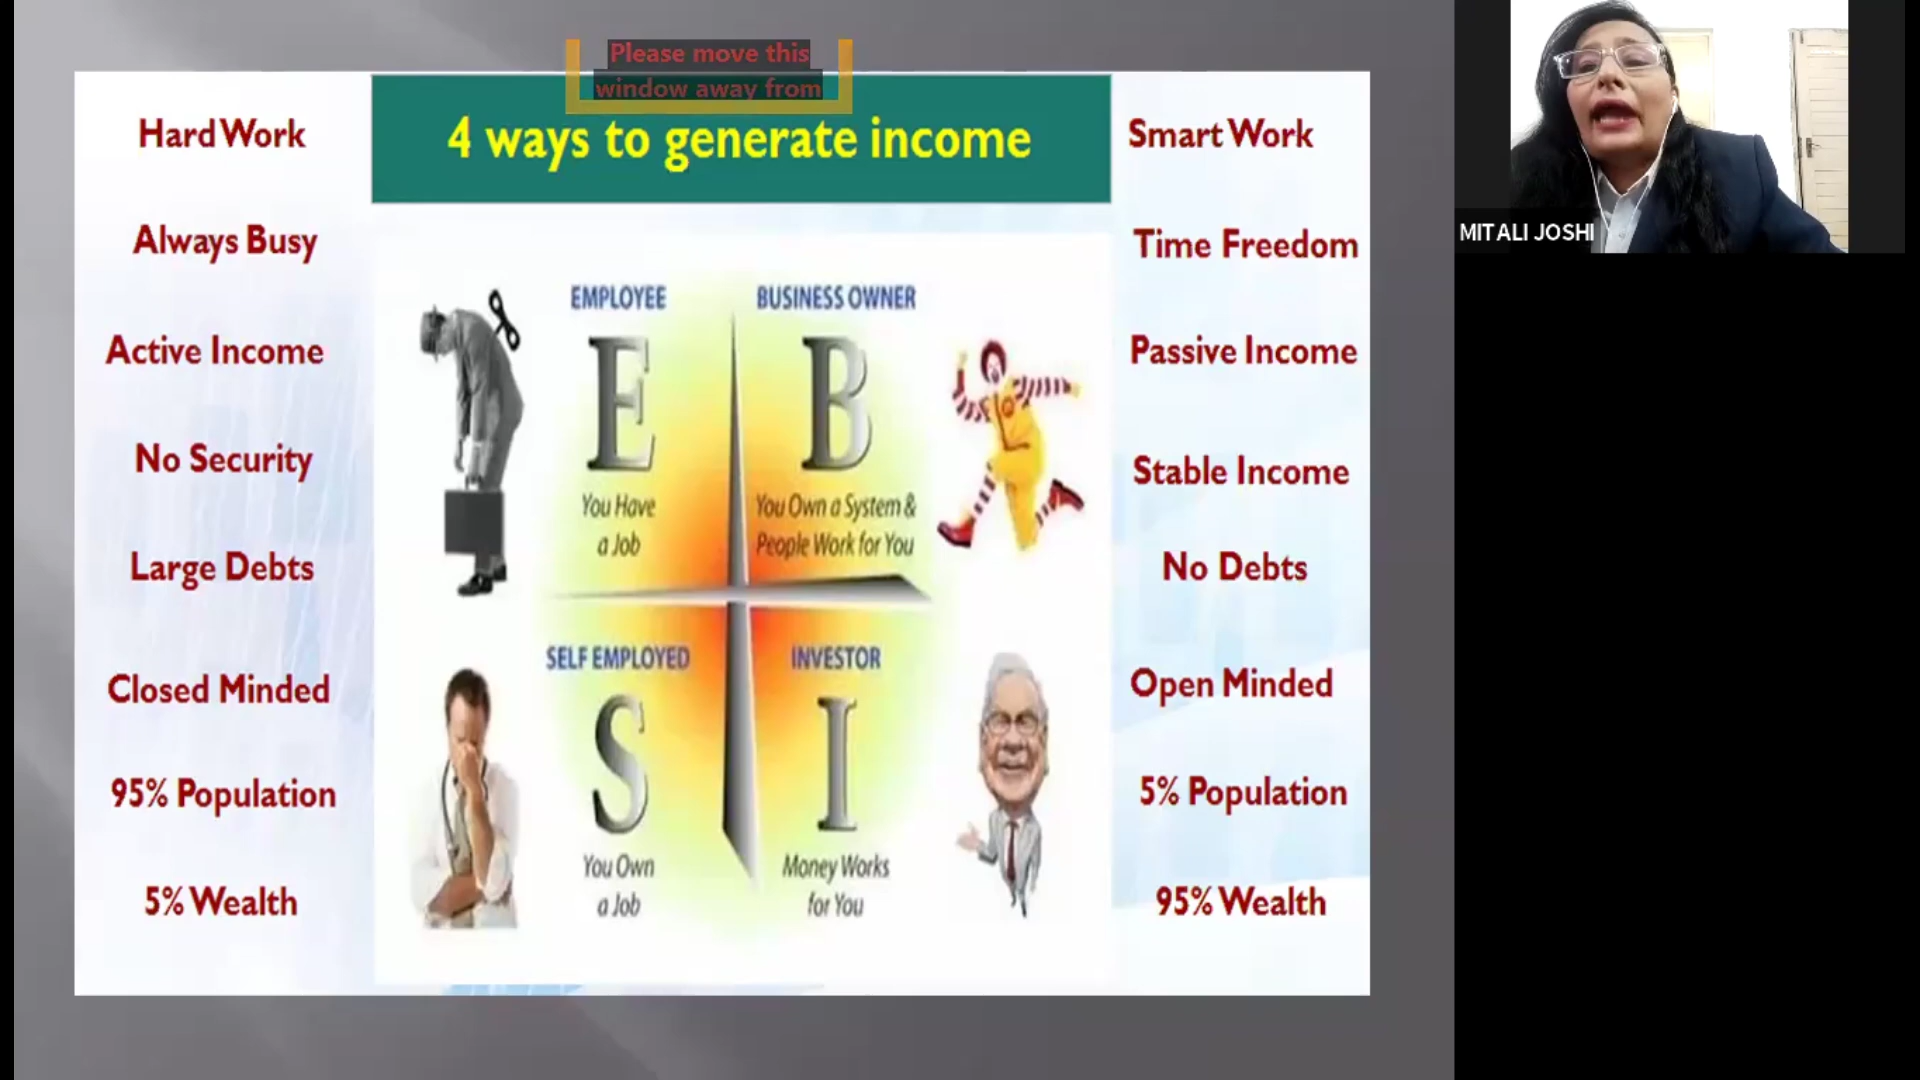 Please move this
window away from
4 ways to generate income
Hard Work
Always Busy
Active Income
No Security
Large Debts
Closed Minded
95% Population
5% Wealth
EMPLOYEE
E
You Have
a Job
BUSINESS OWNER
B
You Own a System &
People Work for You
SELF EMPLOYED
S
You Own
a Job
INVESTOR
I
Money Works
for You
Smart Work
Time Freedom
Passive Income
Stable Income
No Debts
Open Minded
5% Population
95% Wealth
MITALI JOSHI